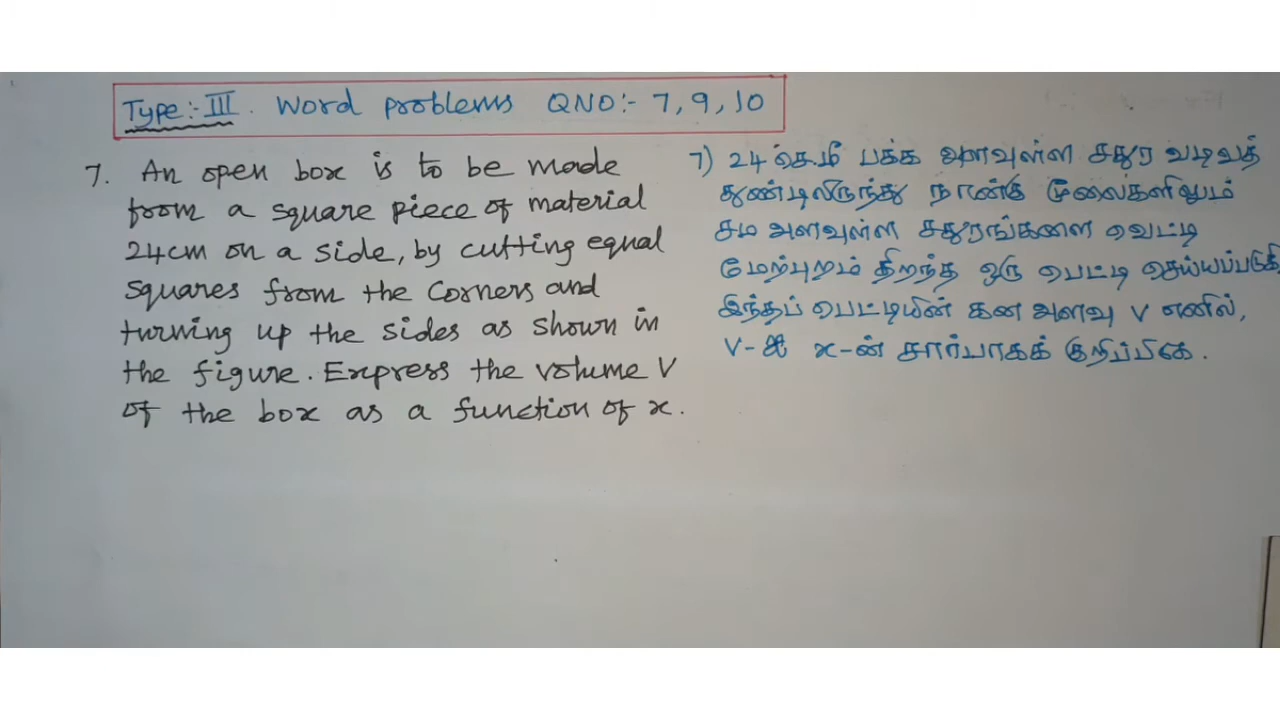 Type:- III. Word problems QNO:- 7, 9, 10
7. An open box is to be made
from a square piece of material
24cm on a side, by cutting equal
squares from the corners and
turning up the sides as shown in
the figure. Express the volume V
of the box as a function of x.
7) 24 செ.மீ பக்க அளவுள்ள சதுர வடிவத்
துண்டிலிருந்து நான்கு மூலைகளிலும்
சம அளவுள்ள சதுரங்களை வெட்டி
மேற்புறம் திறந்த ஒரு பெட்டி செய்யப்படுகி
இந்தப் பெட்டியின் கன அளவு V எனில்,
V-ஐ x-ன் சார்பாகக் குறிப்பிடுக.